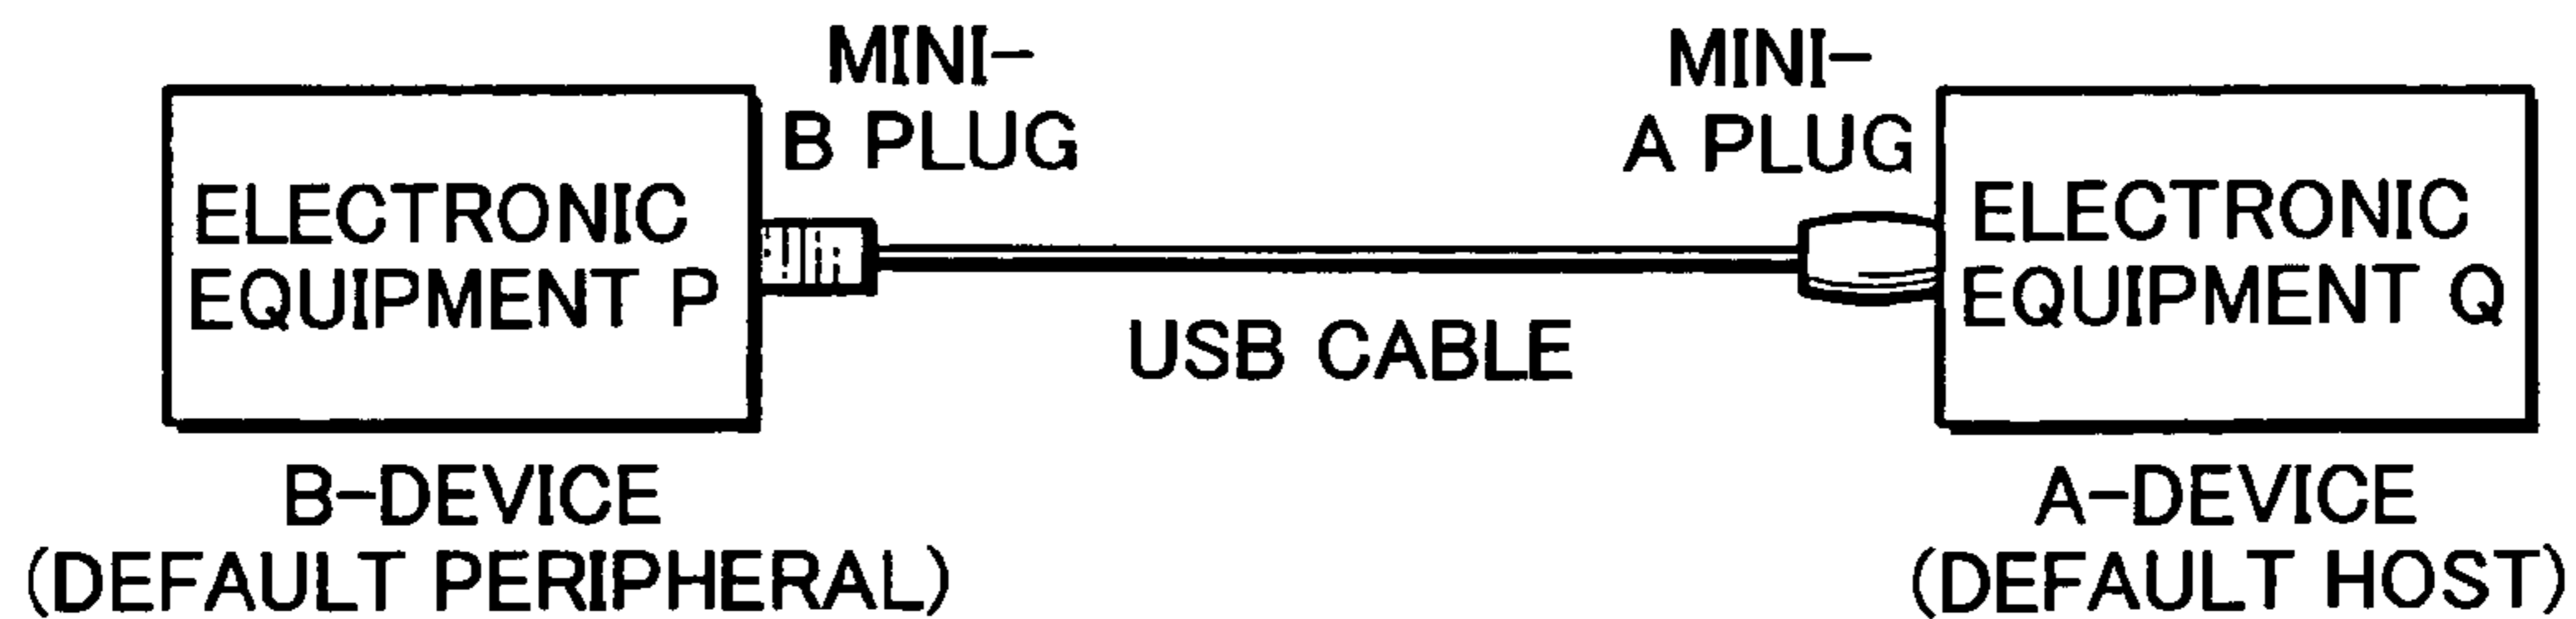 MINI-
B PLUG
MINI-
A PLUG
ELECTRONIC
EQUIPMENT P
ELECTRONIC
EQUIPMENT Q
USB CABLE
B-DEVICE
(DEFAULT PERIPHERAL)
A-DEVICE
(DEFAULT HOST)